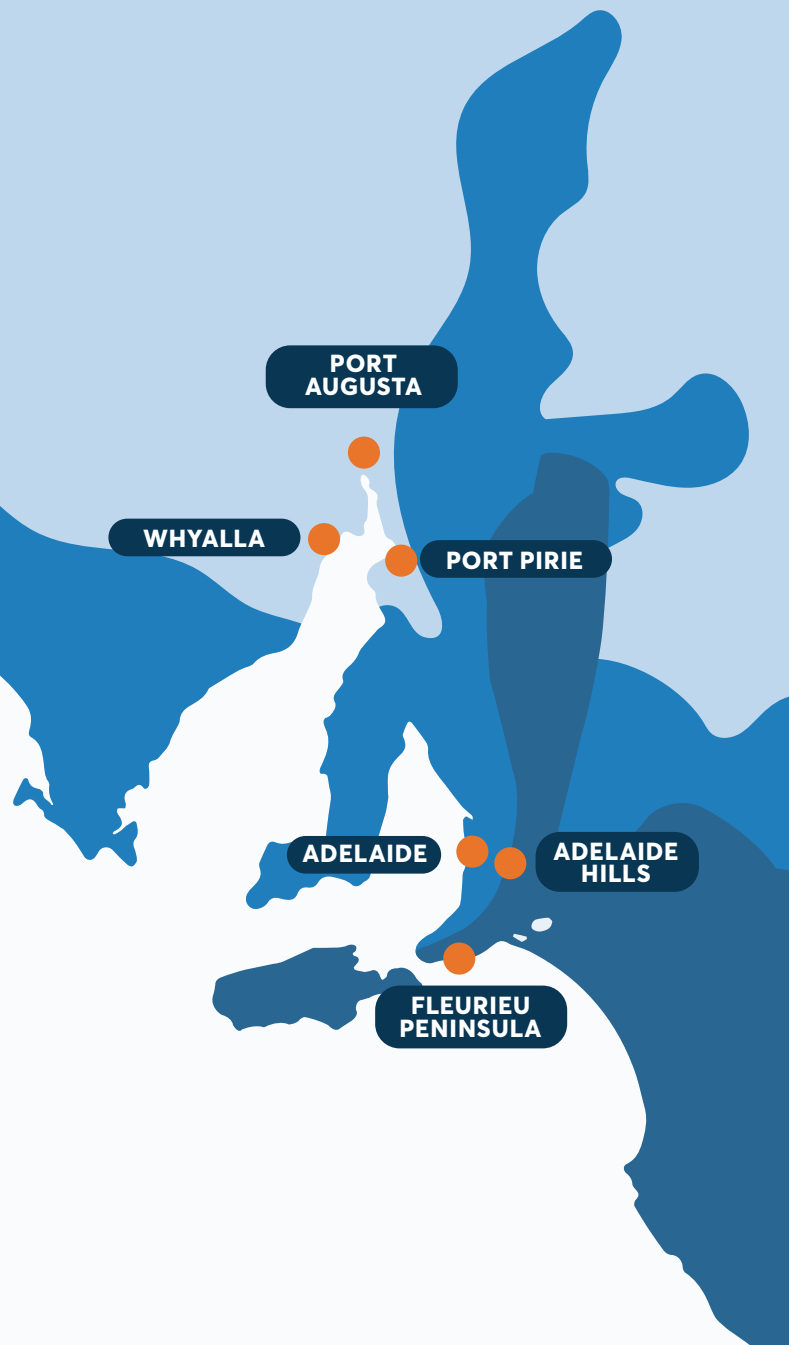 PORT
AUGUSTA
WHYALLA
PORT PIRIE
ADELAIDE
ADELAIDE
HILLS
FLEURIEU
PENINSULA